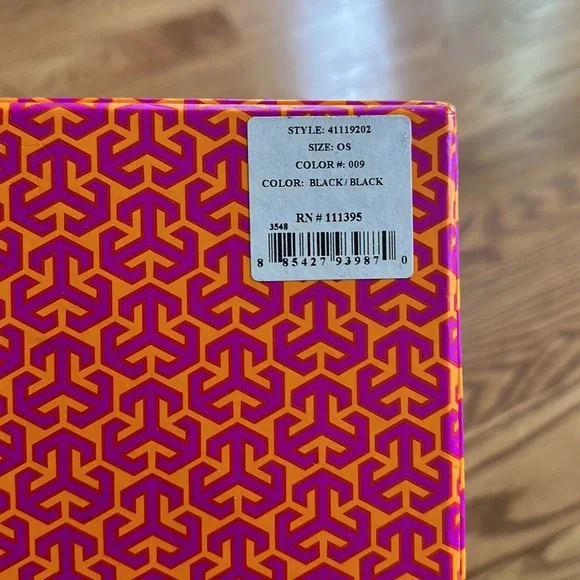 STYLE: 41119202
SIZE: OS
COLOR #: 009
COLOR: BLACK / BLACK
RN # 111395
3548
8 85427 93987 0